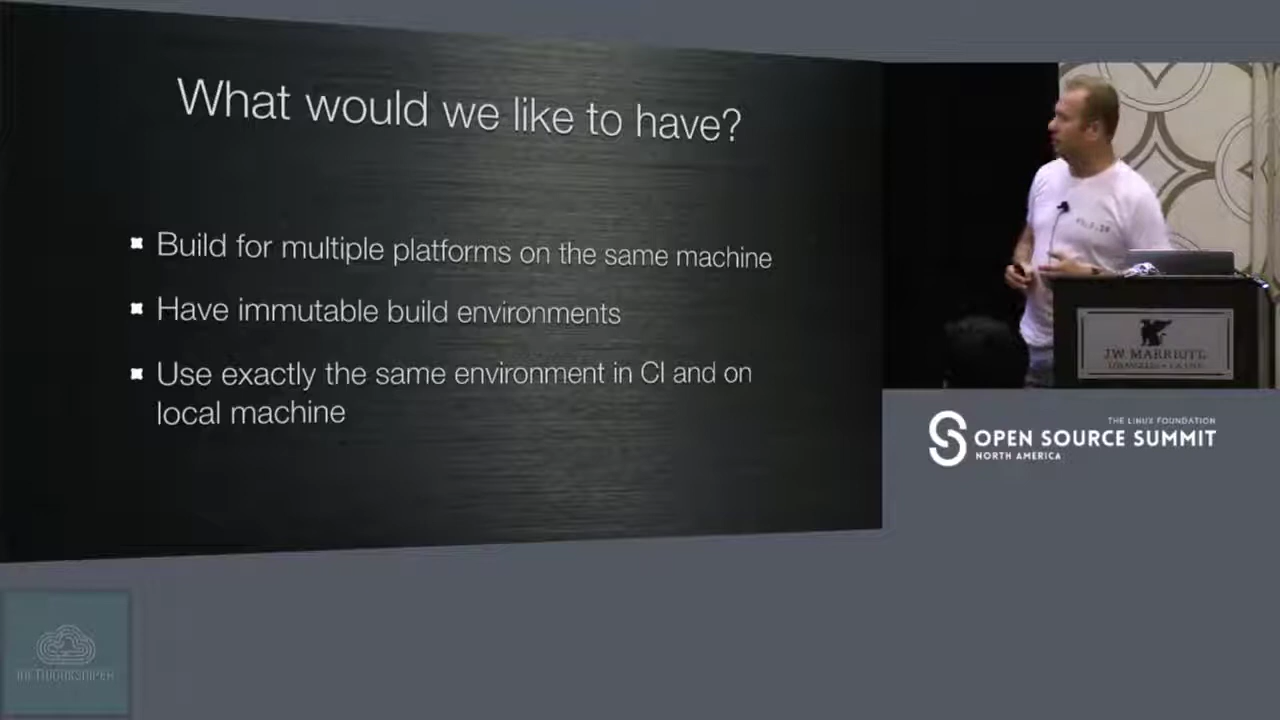 What would we like to have?
Build for multiple platforms on the same machine
Have immutable build environments
Use exactly the same environment in CI and on
local machine
J.W. MARRIOTT
THE LINUX FOUNDATION
OPEN SOURCE SUMMIT
NORTH AMERICA